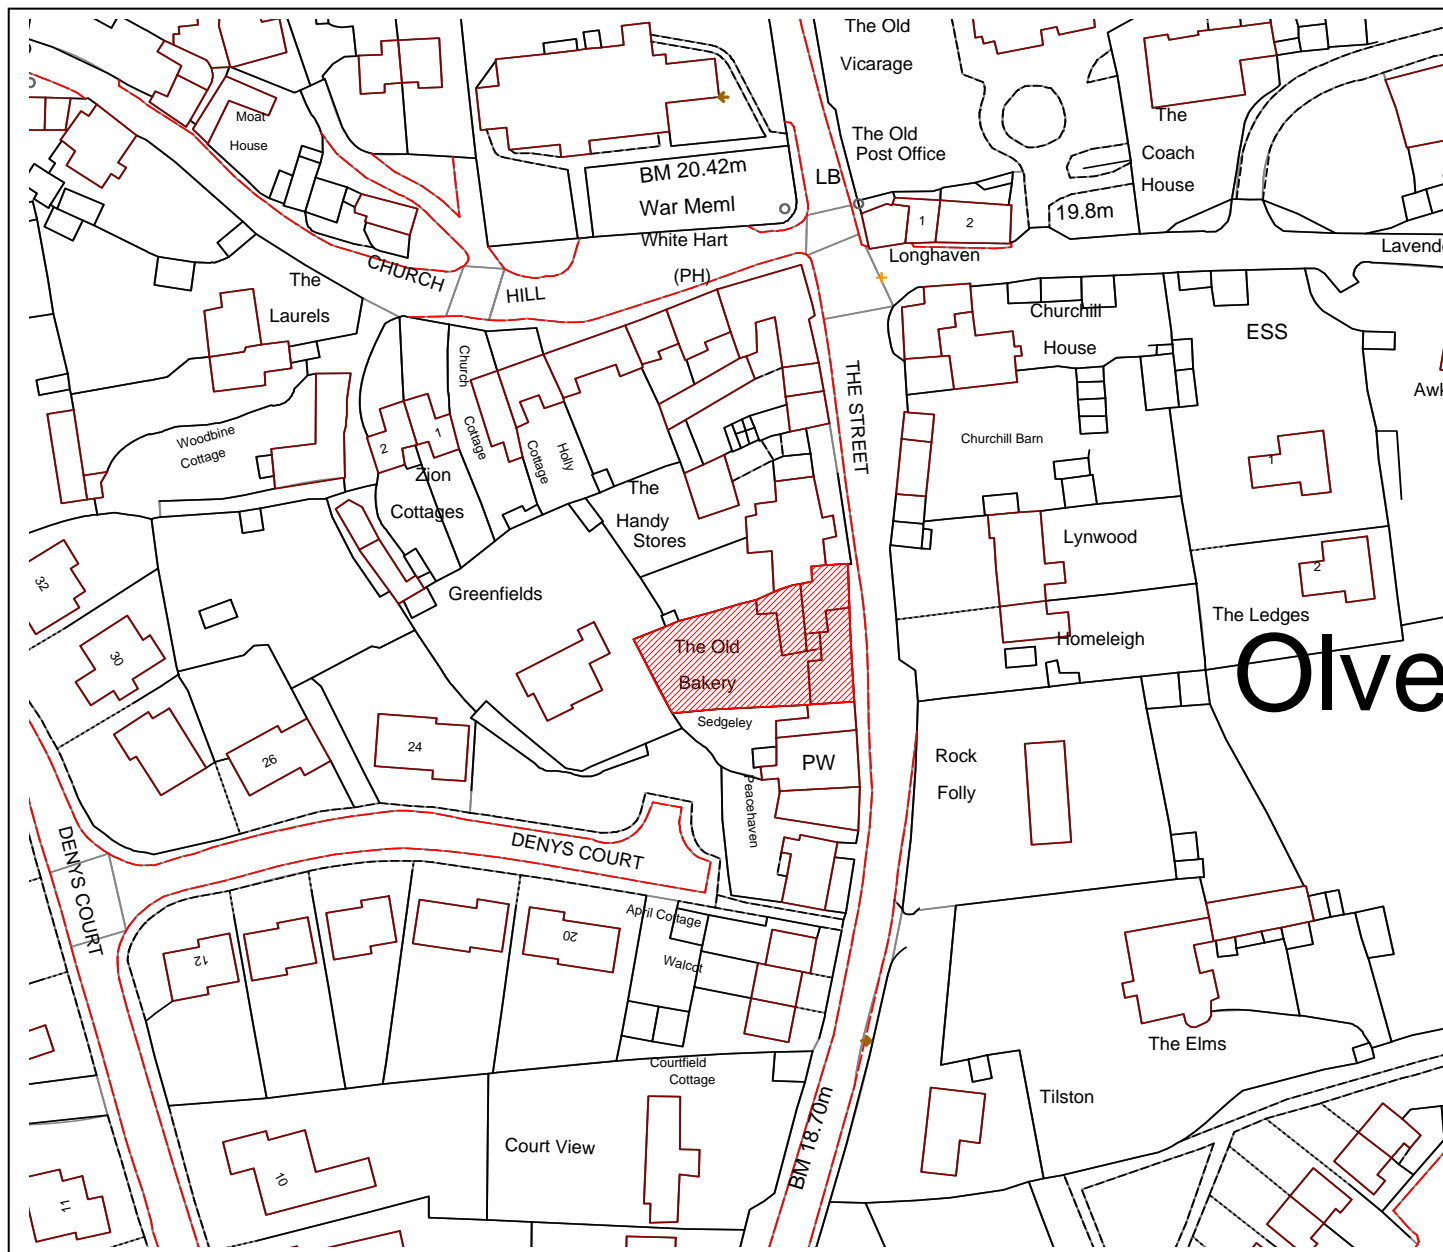 The Old
Vicarage
The
Coach
House
Moat
House
The Old
Post Office
BM 20.42m
War Meml
LB
19.8m
1
2
White Hart
(PH)
Longhaven
CHURCH
HILL
The
Laurels
Churchill
House
ESS
THE STREET
Church
Cottage
Holly
Cottage
Woodbine
Cottage
2
1
Zion
Cottages
Churchill Barn
1
The
Handy
Stores
Lynwood
2
32
Greenfields
The Ledges
Homeleigh
30
The Old
Bakery
Olve
Sedgeley
24
26
PW
Rock
Folly
Peacehaven
DENYS COURT
DENYS COURT
April Cottage
20
12
Walcot
Courtfield
Cottage
The Elms
Tilston
BM 18.70m
Court View
10
11